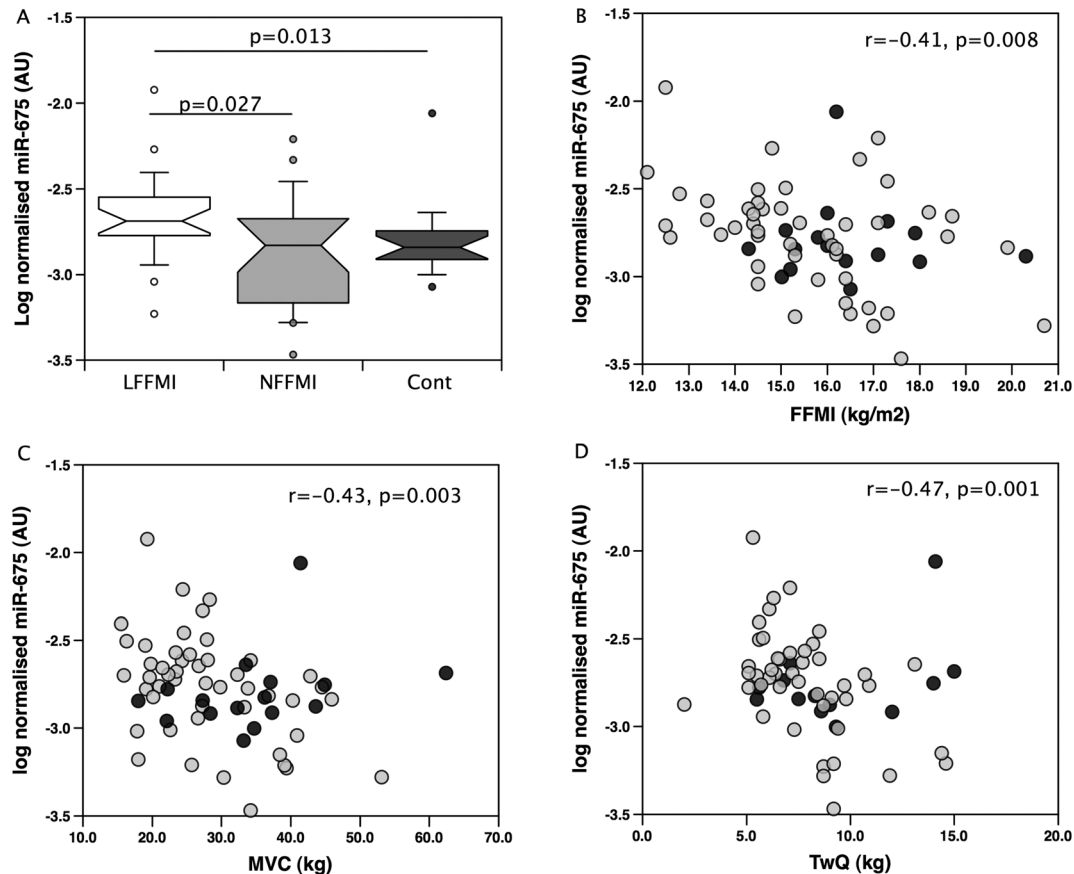 A
Log normalised miR-675 (AU)
-1.5
-2.0
-2.5
-3.0
-3.5
p=0.013
p=0.027
LFFMI NFFMI Cont
B
log normalised miR-675 (AU)
-1.5
-2.0
-2.5
-3.0
-3.5
r=-0.41, p=0.008
12.0 13.0 14.0 15.0 16.0 17.0 18.0 19.0 20.0 21.0
FFMI (kg/m2)
C
log normalised miR-675 (AU)
-1.5
-2.0
-2.5
-3.0
-3.5
r=-0.43, p=0.003
10.0 20.0 30.0 40.0 50.0 60.0 70.0
MVC (kg)
D
log normalised miR-675 (AU)
-1.5
-2.0
-2.5
-3.0
-3.5
r=-0.47, p=0.001
0.0 5.0 10.0 15.0 20.0
TwQ (kg)